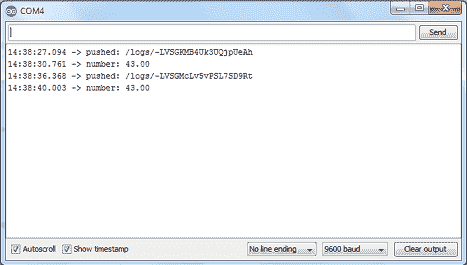 COM4
Send
14:38:27.094 -> pushed: /logs/-LVSGKMB4Uk3UQjpUeAh
14:38:30.761 -> number: 43.00
14:38:36.368 -> pushed: /logs/-LVSGMcLv5vPSL7SD9Rt
14:38:40.003 -> number: 43.00
Autoscroll Show timestamp No line ending 9600 baud Clear output